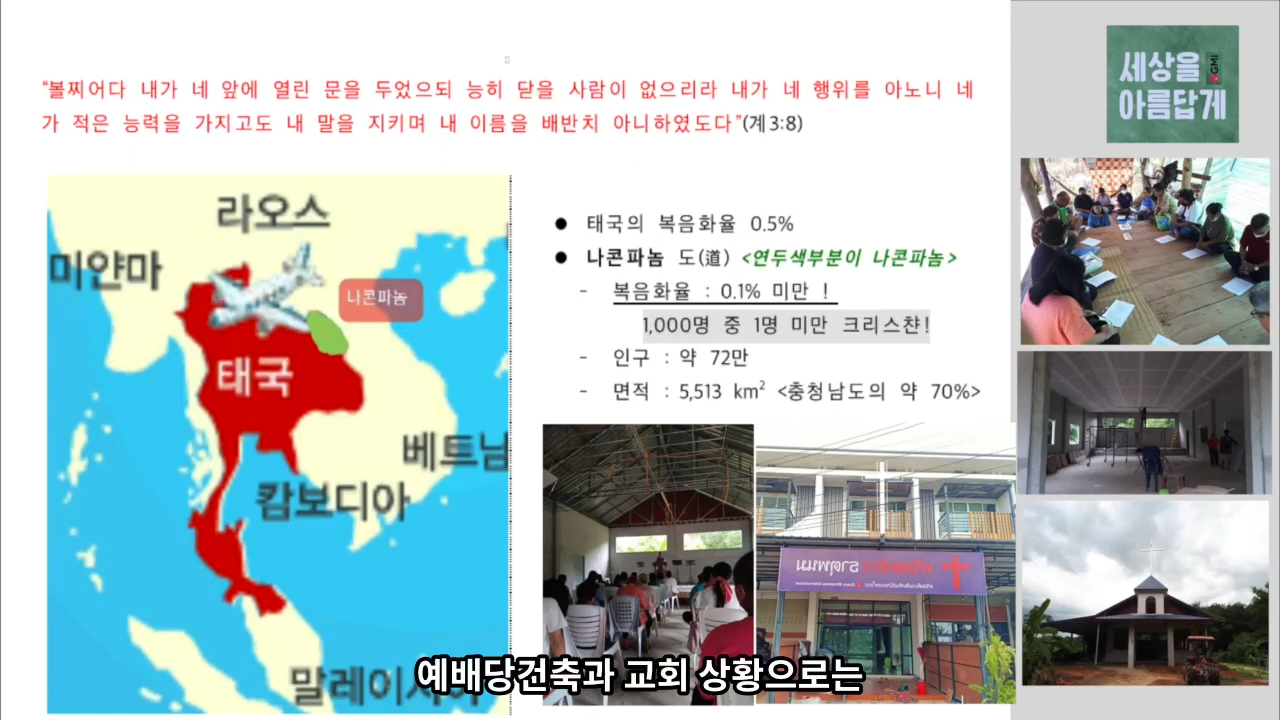 “볼찌어다 내가 네 앞에 열린 문을 두었으되 능히 닫을 사람이 없으리라 내가 네 행위를 아노니 네
가 적은 능력을 가지고도 내 말을 지키며 내 이름을 배반치 아니하였도다”(계3:8)
세상을
GMI
아름답게
라오스
미얀마
나콘피놈
태국
베트남
캄보디아
말레이시아
● 태국의 복음화율 0.5%
● 나콘파놈 도(道) <연두색부분이 나콘파놈>
- 복음화율 : 0.1% 미만 !
1,000명 중 1명 미만 크리스챤!
- 인구 : 약 72만
- 면적 : 5,513 km² <충청남도의 약 70%>
예배당건축과 교회 상황으로는